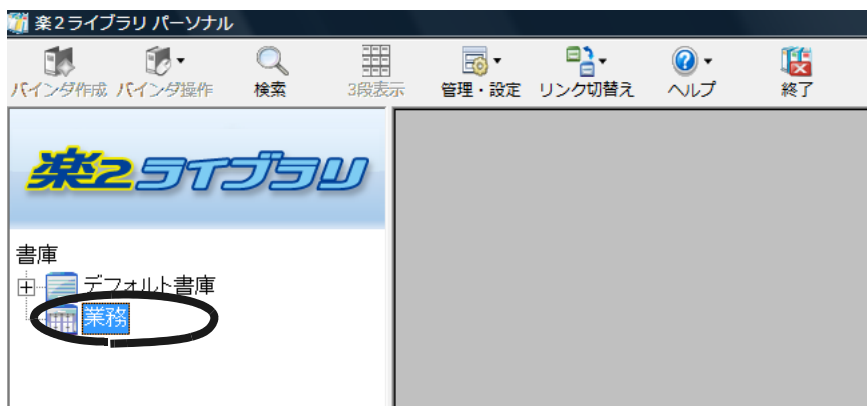 楽2ライブラリ パーソナル
バインダ作成 バインダ操作 検索 3段表示 管理・設定 リンク切替え ヘルプ 終了
楽2ライブラリ
書庫
デフォルト書庫
業務